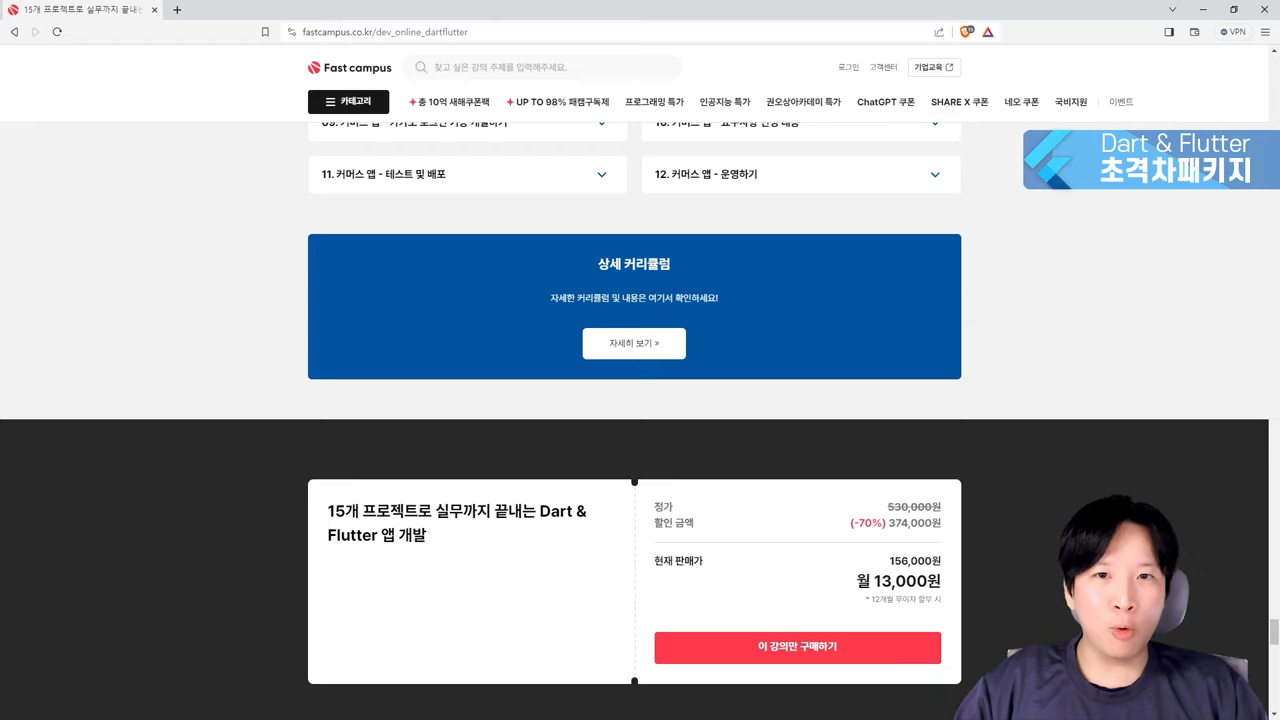 15개 프로젝트로 실무까지 끝내는
fastcampus.co.kr/dev_online_dartflutter
VPN
Fast campus
찾고 싶은 강의 주제를 입력해주세요.
로그인 고객센터 기업교육
카테고리
총 10억 새해쿠폰팩 UP TO 98% 패캠구독제 프로그래밍 특가 인공지능 특가 권오상아카데미 특가 ChatGPT 쿠폰 SHARE X 쿠폰 네오 쿠폰 국비지원 이벤트
Dart & Flutter
초격차패키지
11. 커머스 앱 - 테스트 및 배포
12. 커머스 앱 - 운영하기
상세 커리큘럼
자세한 커리큘럼 및 내용은 여기서 확인하세요!
자세히 보기 »
15개 프로젝트로 실무까지 끝내는 Dart &
Flutter 앱 개발
정가 530,000원
할인 금액 (-70%) 374,000원
현재 판매가 156,000원
월 13,000원
* 12개월 무이자 할부 시
이 강의만 구매하기